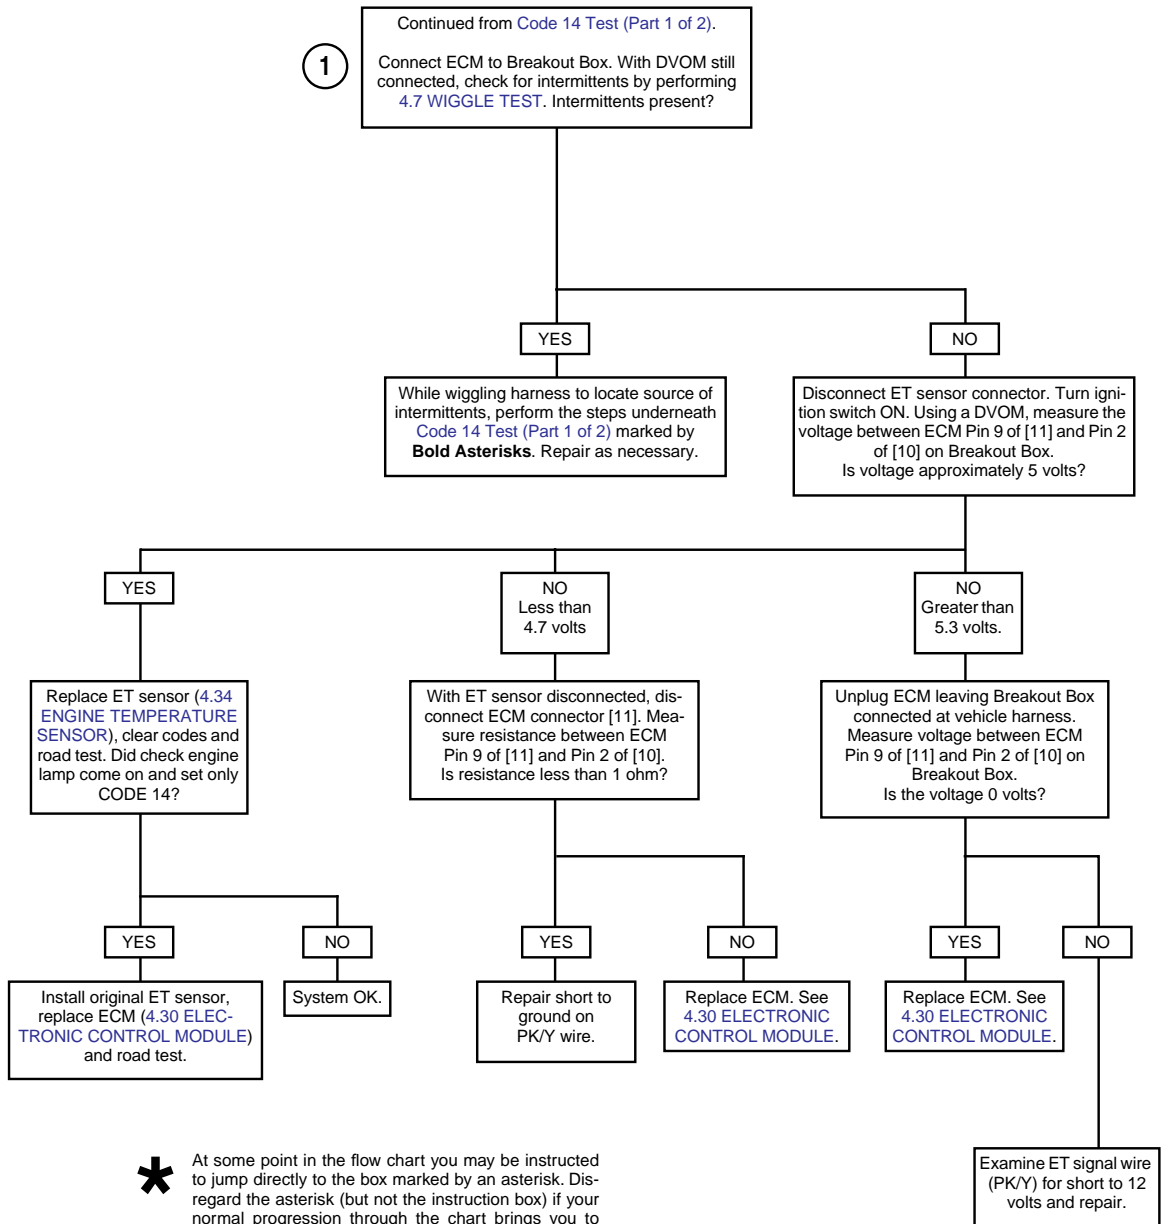 Continued from Code 14 Test (Part 1 of 2).
1
Connect ECM to Breakout Box. With DVOM still
connected, check for intermittents by performing
4.7 WIGGLE TEST. Intermittents present?
YES
NO
While wiggling harness to locate source of
intermittents, perform the steps underneath
Code 14 Test (Part 1 of 2) marked by
Bold Asterisks. Repair as necessary.
Disconnect ET sensor connector. Turn igni-
tion switch ON. Using a DVOM, measure the
voltage between ECM Pin 9 of [11] and Pin 2
of [10] on Breakout Box.
Is voltage approximately 5 volts?
YES
NO
Less than
4.7 volts
NO
Greater than
5.3 volts.
Replace ET sensor (4.34
ENGINE TEMPERATURE
SENSOR), clear codes and
road test. Did check engine
lamp come on and set only
CODE 14?
With ET sensor disconnected, dis-
connect ECM connector [11]. Mea-
sure resistance between ECM
Pin 9 of [11] and Pin 2 of [10].
Is resistance less than 1 ohm?
Unplug ECM leaving Breakout Box
connected at vehicle harness.
Measure voltage between ECM
Pin 9 of [11] and Pin 2 of [10] on
Breakout Box.
Is the voltage 0 volts?
YES
NO
YES
NO
YES
NO
Install original ET sensor,
replace ECM (4.30 ELEC-
TRONIC CONTROL MODULE)
and road test.
System OK.
Repair short to
ground on
PK/Y wire.
Replace ECM. See
4.30 ELECTRONIC
CONTROL MODULE.
Replace ECM. See
4.30 ELECTRONIC
CONTROL MODULE.
Examine ET signal wire
(PK/Y) for short to 12
volts and repair.
* At some point in the flow chart you may be instructed
to jump directly to the box marked by an asterisk. Dis-
regard the asterisk (but not the instruction box) if your
normal progression through the chart brings you to